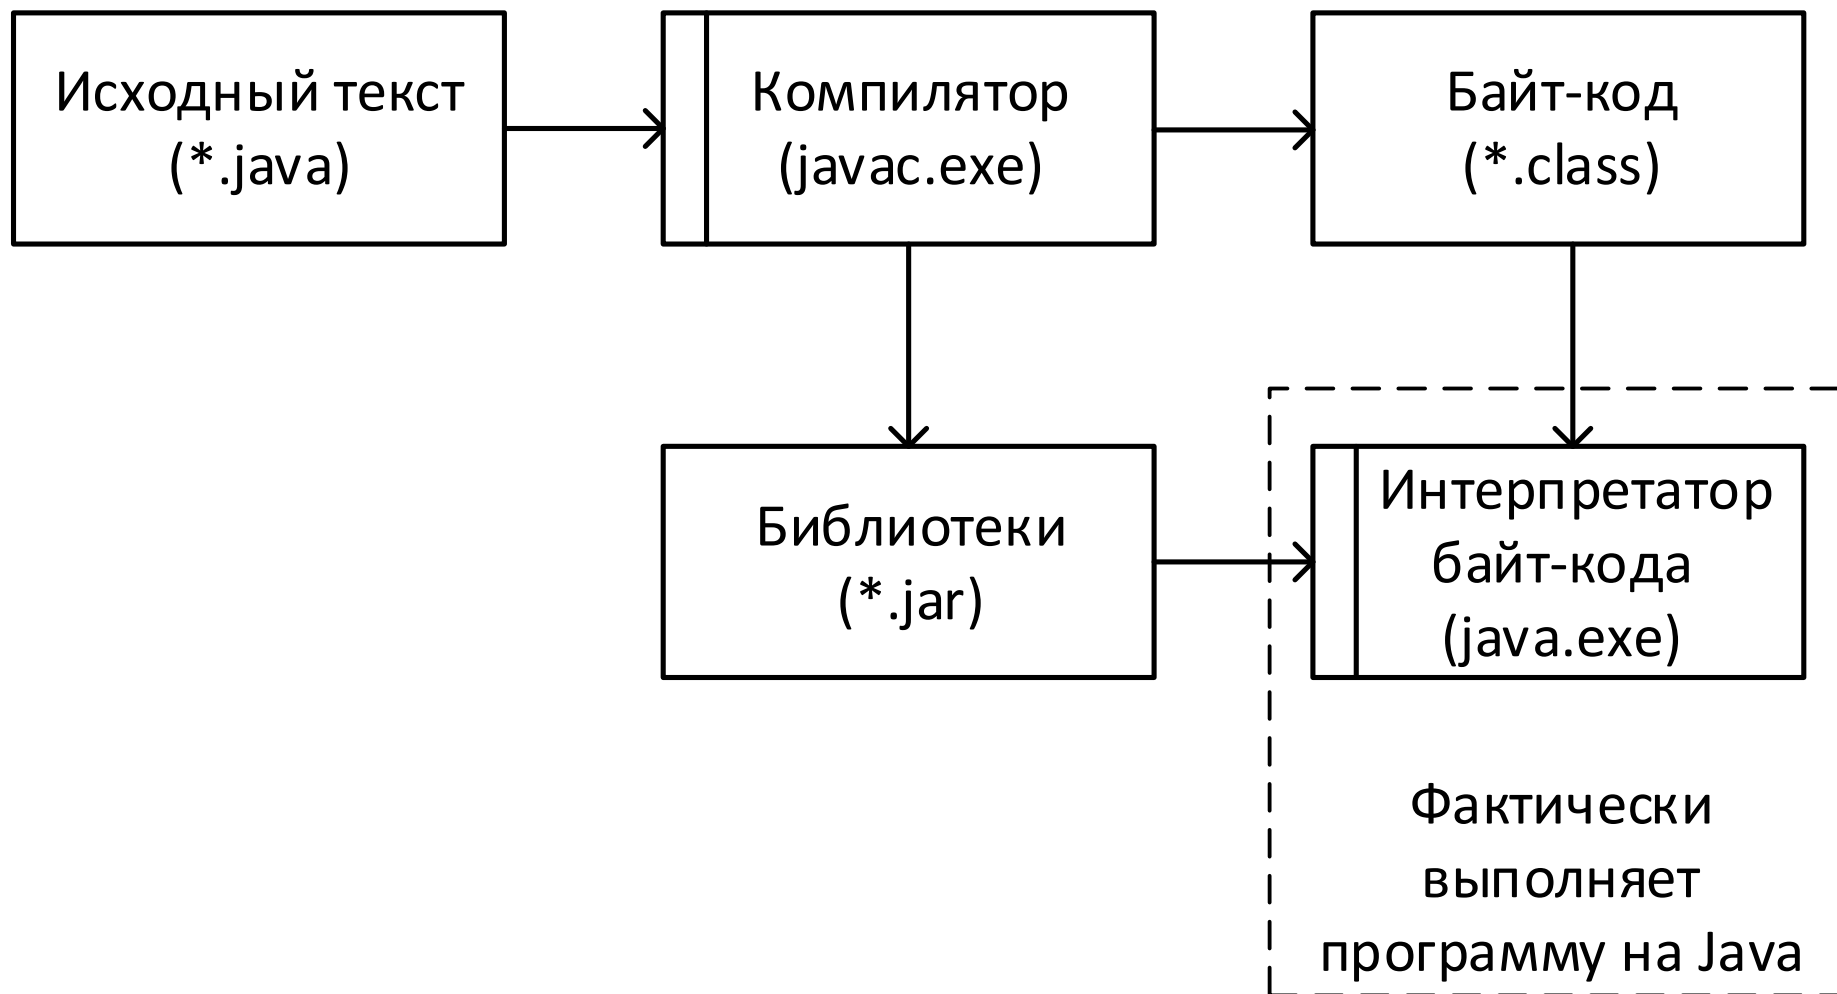 Исходный текст
(*.java)
Компилятор
(javac.exe)
Байт-код
(*.class)
Библиотеки
(*.jar)
Интерпретатор
байт-кода
(java.exe)
Фактически
выполняет
программу на Java